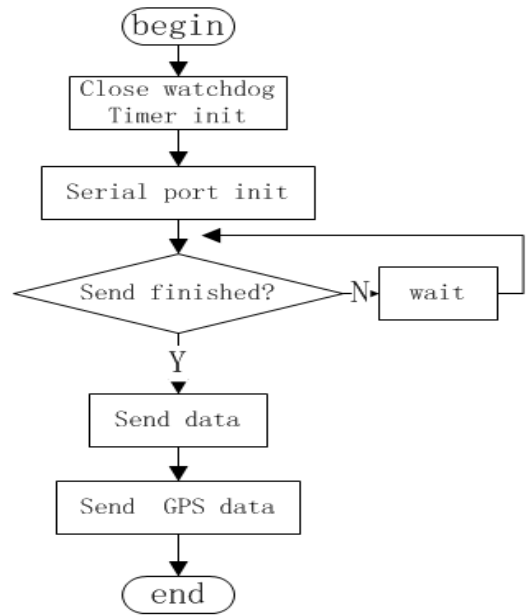 begin
Close watchdog
Timer init
Serial port init
Send finished?
N
wait
Y
Send data
Send GPS data
end